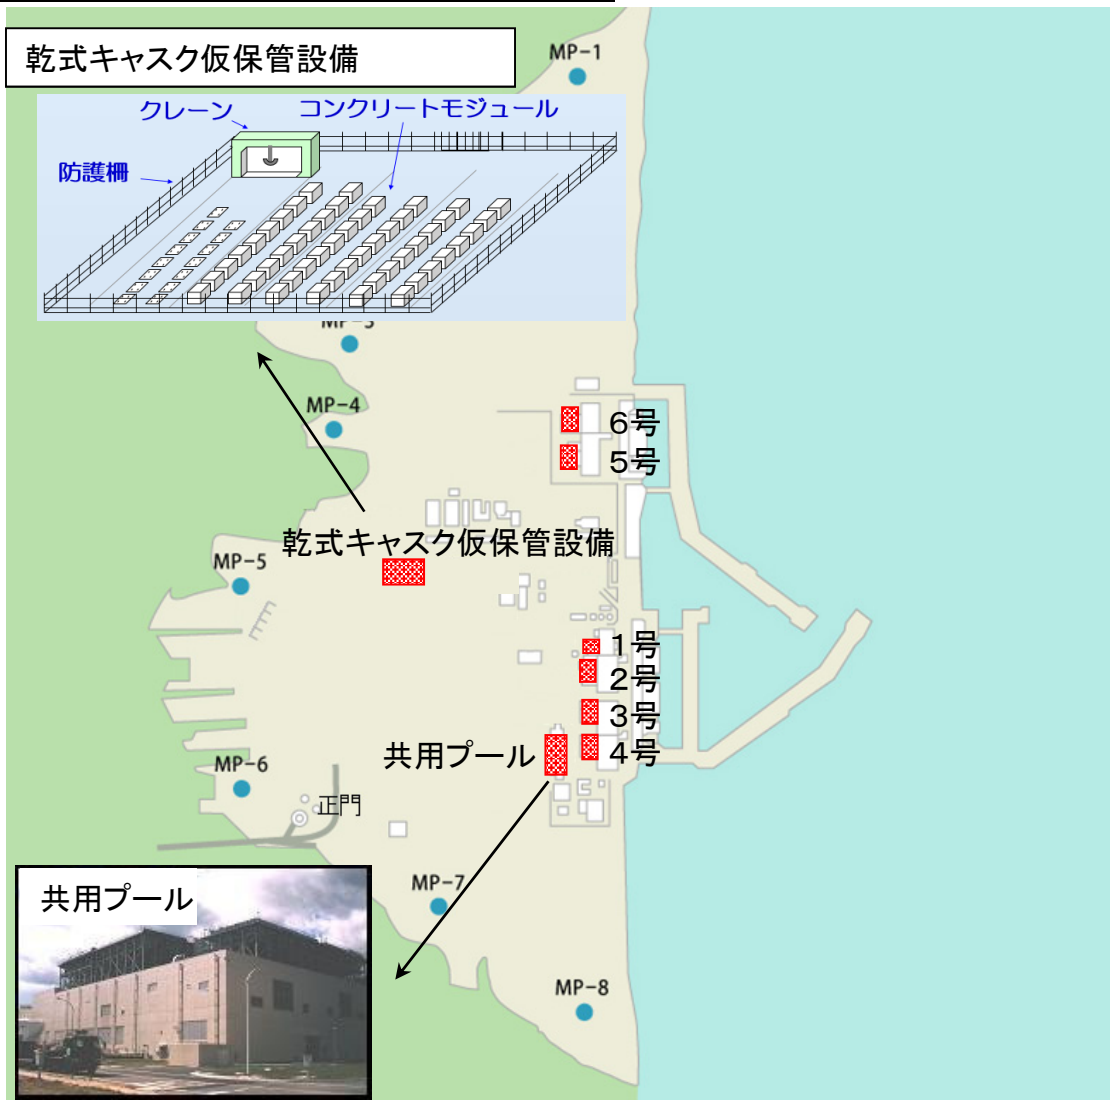 乾式キャスク仮保管設備
MP-1
クレーン
コンクリートモジュール
防護柵
MP-3
MP-4
6号
5号
乾式キャスク仮保管設備
MP-5
1号
2号
3号
共用プール
4号
MP-6
正門
共用プール
MP-7
MP-8